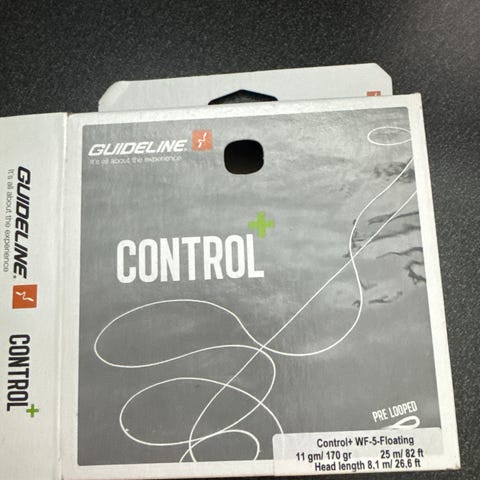 GUIDELINE®
It's all about the experience
CONTROL+
GUIDELINE®
It's all about the experience
CONTROL+
PRE LOOPED
Control+ WF-5-Floating
11 gm/ 170 gr 25 m/ 82 ft
Head length 8,1 m/ 26,6 ft